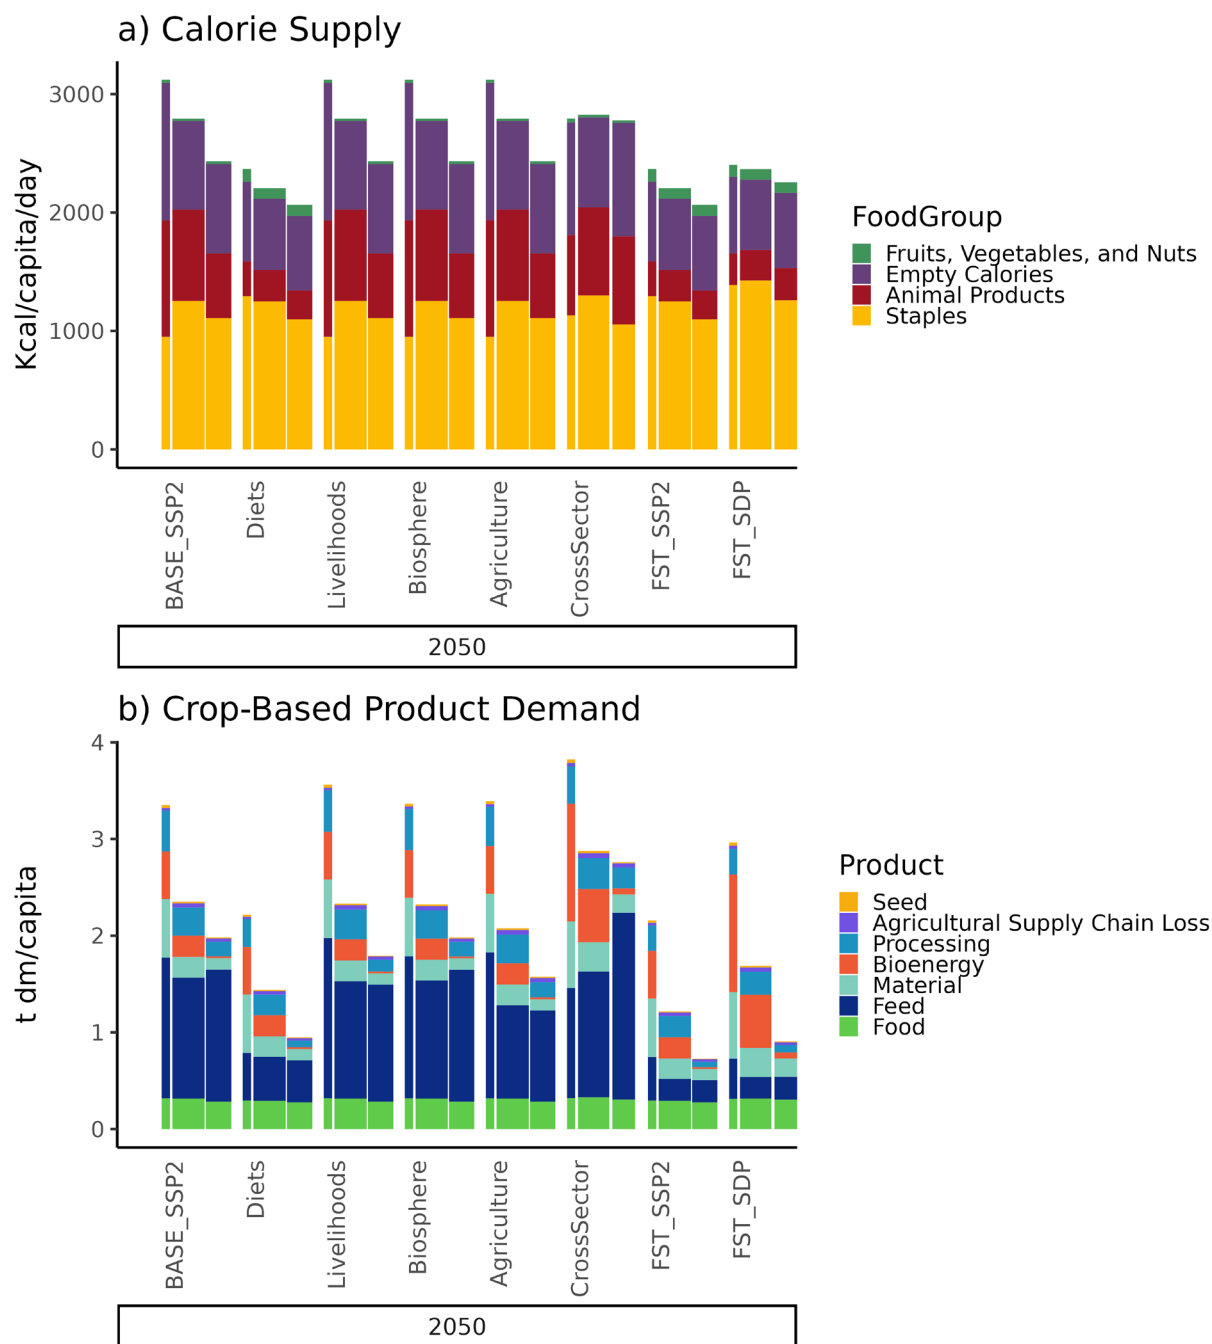 a) Calorie Supply
Kcal/capita/day
3000
2000
1000
0
BASE_SSP2
Diets
Livelihoods
Biosphere
Agriculture
CrossSector
FST_SSP2
FST_SDP
2050
FoodGroup
Fruits, Vegetables, and Nuts
Empty Calories
Animal Products
Staples
b) Crop-Based Product Demand
t dm/capita
4
3
2
1
0
BASE_SSP2
Diets
Livelihoods
Biosphere
Agriculture
CrossSector
FST_SSP2
FST_SDP
2050
Product
Seed
Agricultural Supply Chain Loss
Processing
Bioenergy
Material
Feed
Food